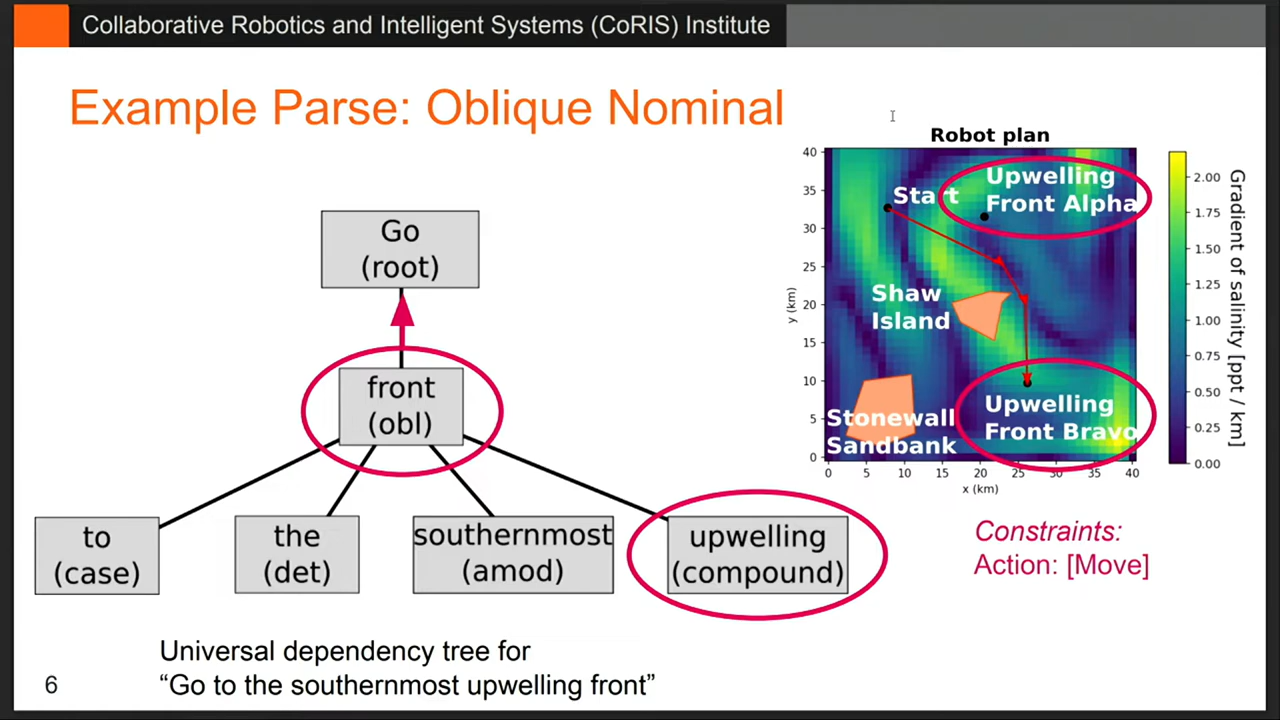 Collaborative Robotics and Intelligent Systems (CoRIS) Institute
Example Parse: Oblique Nominal
Go
(root)
front
(obl)
to
(case)
the
(det)
southernmost
(amod)
upwelling
(compound)
Universal dependency tree for
“Go to the southernmost upwelling front”
6
Robot plan
40
35
30
25
20
15
10
5
0
y (km)
0
5
10
15
20
25
30
35
40
x (km)
Start
Upwelling
Front Alpha
Shaw
Island
Stonewall
Sandbank
Upwelling
Front Bravo
2.00
1.75
1.50
1.25
1.00
0.75
0.50
0.25
0.00
Gradient of salinity [ppt / km]
Constraints:
Action: [Move]